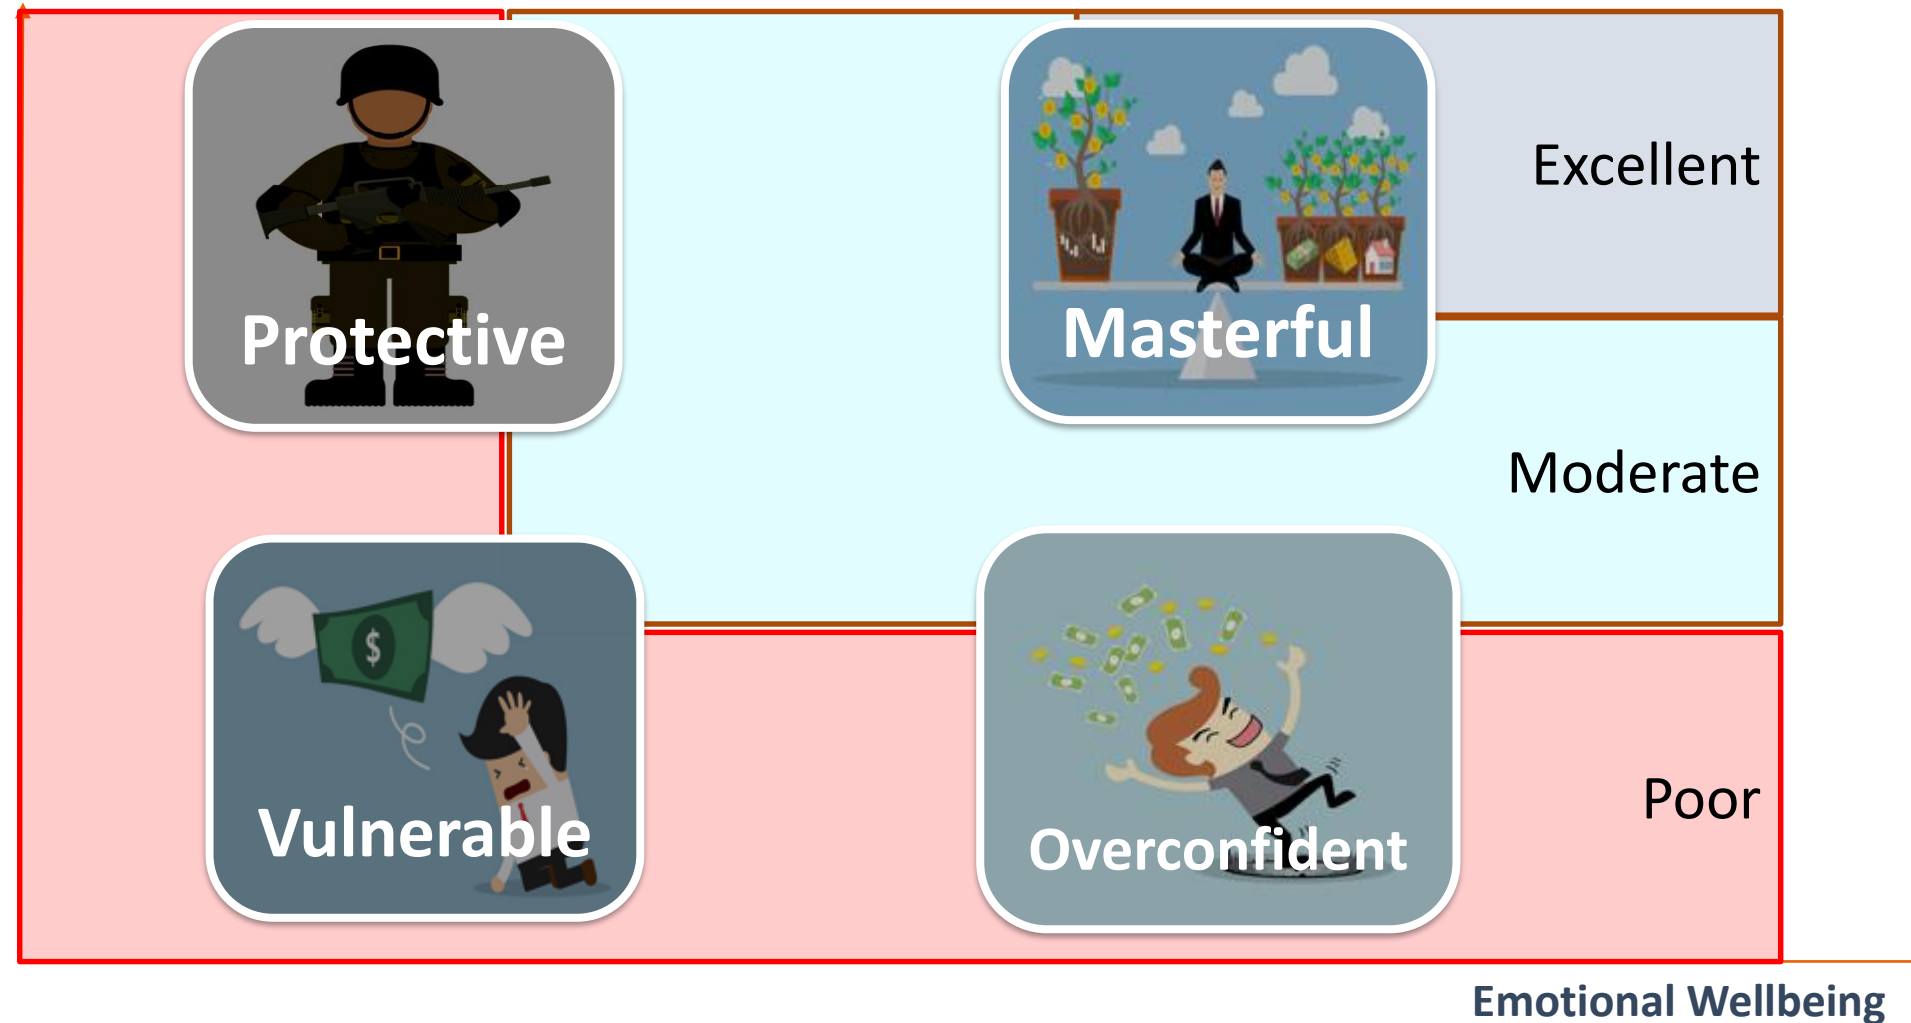 Protective
Masterful
Excellent
Moderate
Vulnerable
$
Overconfident
Poor
Emotional Wellbeing